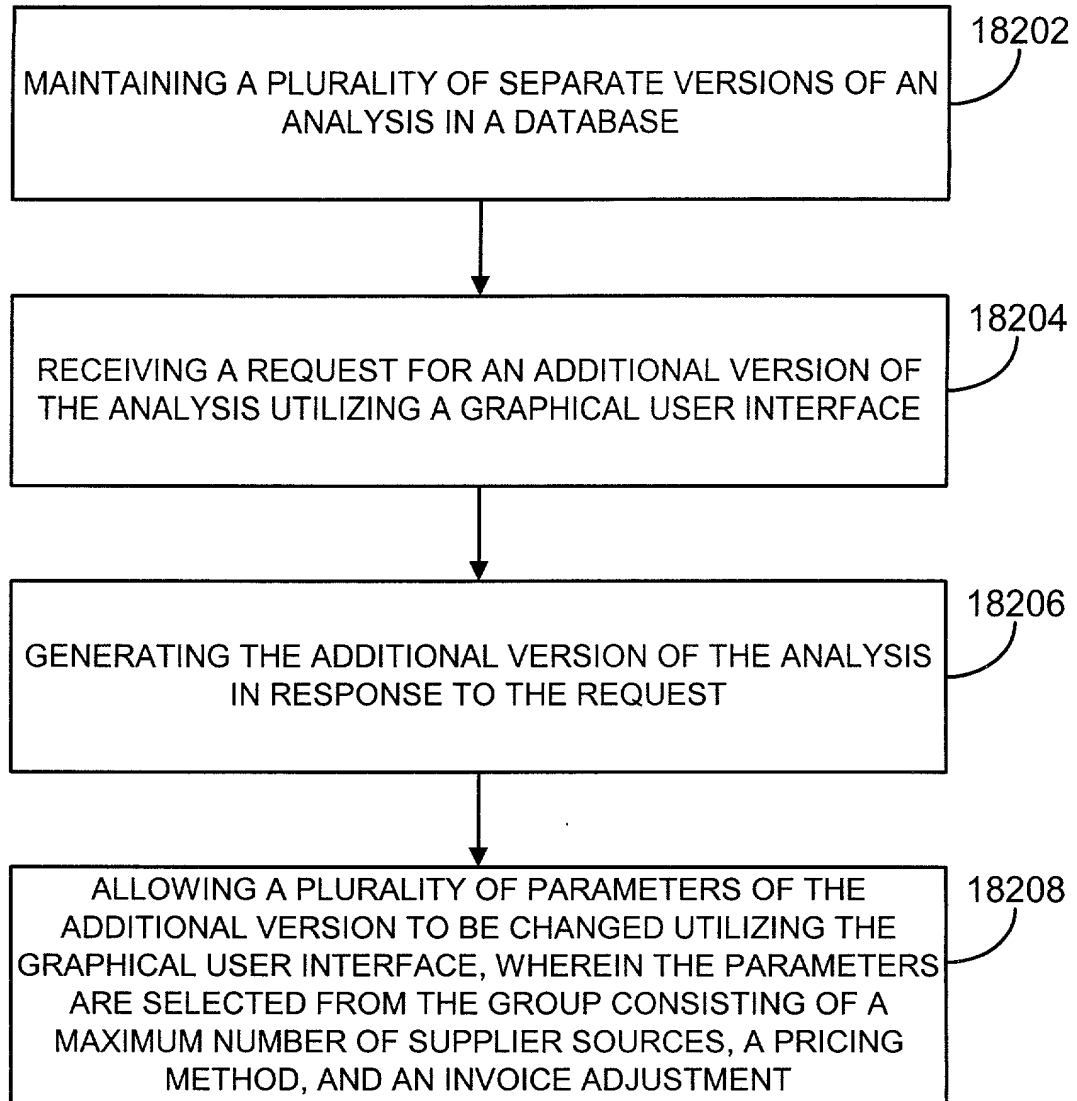 18202
MAINTAINING A PLURALITY OF SEPARATE VERSIONS OF AN
ANALYSIS IN A DATABASE
18204
RECEIVING A REQUEST FOR AN ADDITIONAL VERSION OF
THE ANALYSIS UTILIZING A GRAPHICAL USER INTERFACE
18206
GENERATING THE ADDITIONAL VERSION OF THE ANALYSIS
IN RESPONSE TO THE REQUEST
18208
ALLOWING A PLURALITY OF PARAMETERS OF THE
ADDITIONAL VERSION TO BE CHANGED UTILIZING THE
GRAPHICAL USER INTERFACE, WHEREIN THE PARAMETERS
ARE SELECTED FROM THE GROUP CONSISTING OF A
MAXIMUM NUMBER OF SUPPLIER SOURCES, A PRICING
METHOD, AND AN INVOICE ADJUSTMENT